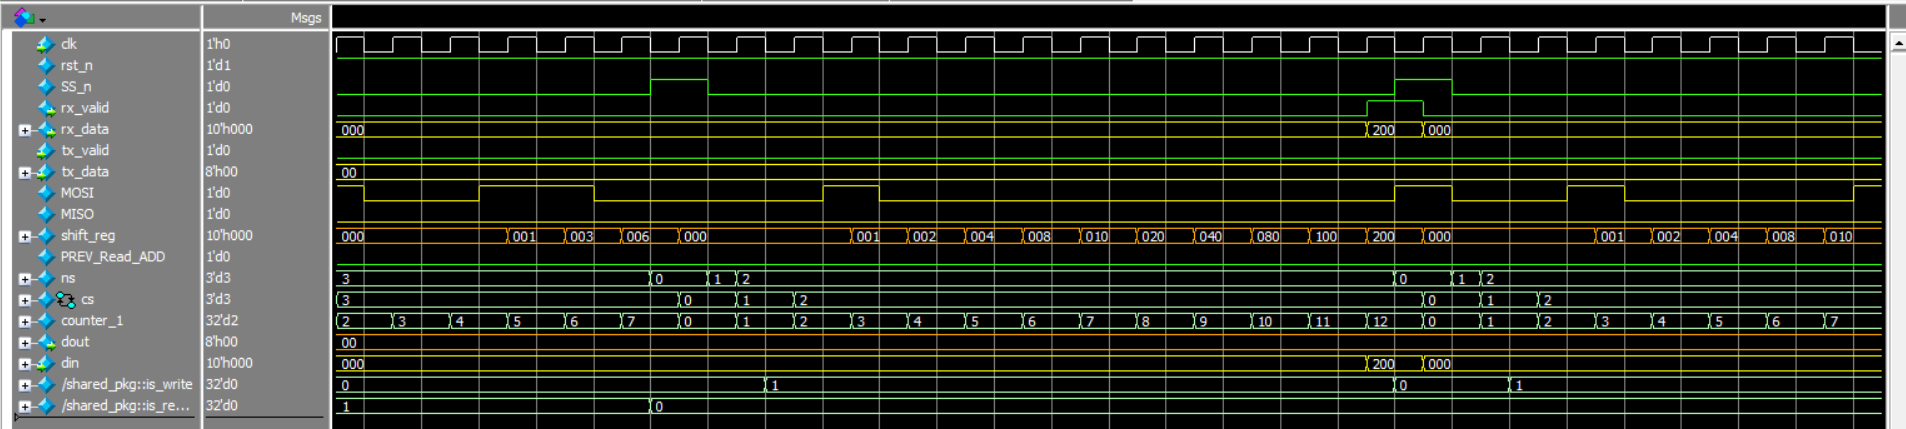 Msgs
clk 1'h0
rst_n 1'd1
SS_n 1'd0
rx_valid 1'd0
rx_data 10'h000 000 200 000
tx_valid 1'd0
tx_data 8'h00 00
MOSI 1'd0
MISO 1'd0
shift_reg 10'h000 000 001 003 006 000 001 002 004 008 010 020 040 080 100 200 000 001 002 004 008 010
PREV_Read_ADD 1'd0
ns 3'd3 3 0 1 2 0 1 2
cs 3'd3 3 0 1 2 0 1 2
counter_1 32'd2 2 3 4 5 6 7 0 1 2 3 4 5 6 7 8 9 10 11 12 0 1 2 3 4 5 6 7
dout 8'h00 00
din 10'h000 000 200 000
/shared_pkg::is_write 32'd0 0 1 0 1
/shared_pkg::is_re... 32'd0 1 0